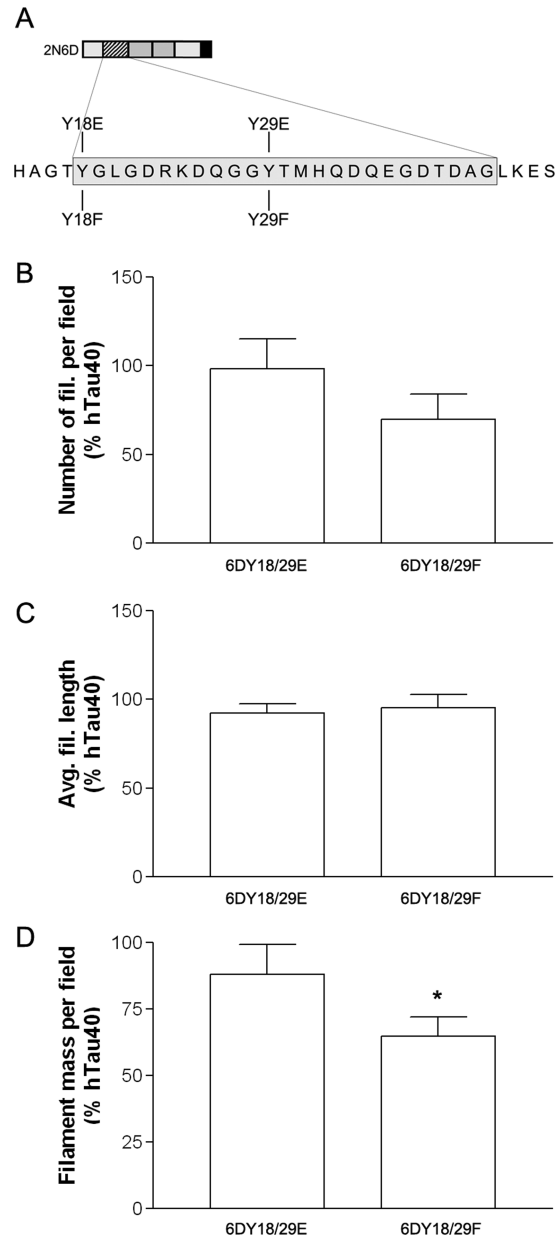 A
2N6D
Y18E Y29E
H A G T Y G L G D R K D Q G G Y T M H Q D Q E G D T D A G L K E S
Y18F Y29F
B
Number of fil. per field
(% hTau40)
150
100
50
0
6DY18/29E 6DY18/29F
C
Avg. fil. length
(% hTau40)
150
100
50
0
6DY18/29E 6DY18/29F
D
Filament mass per field
(% hTau40)
100
75
50
25
0
*
6DY18/29E 6DY18/29F